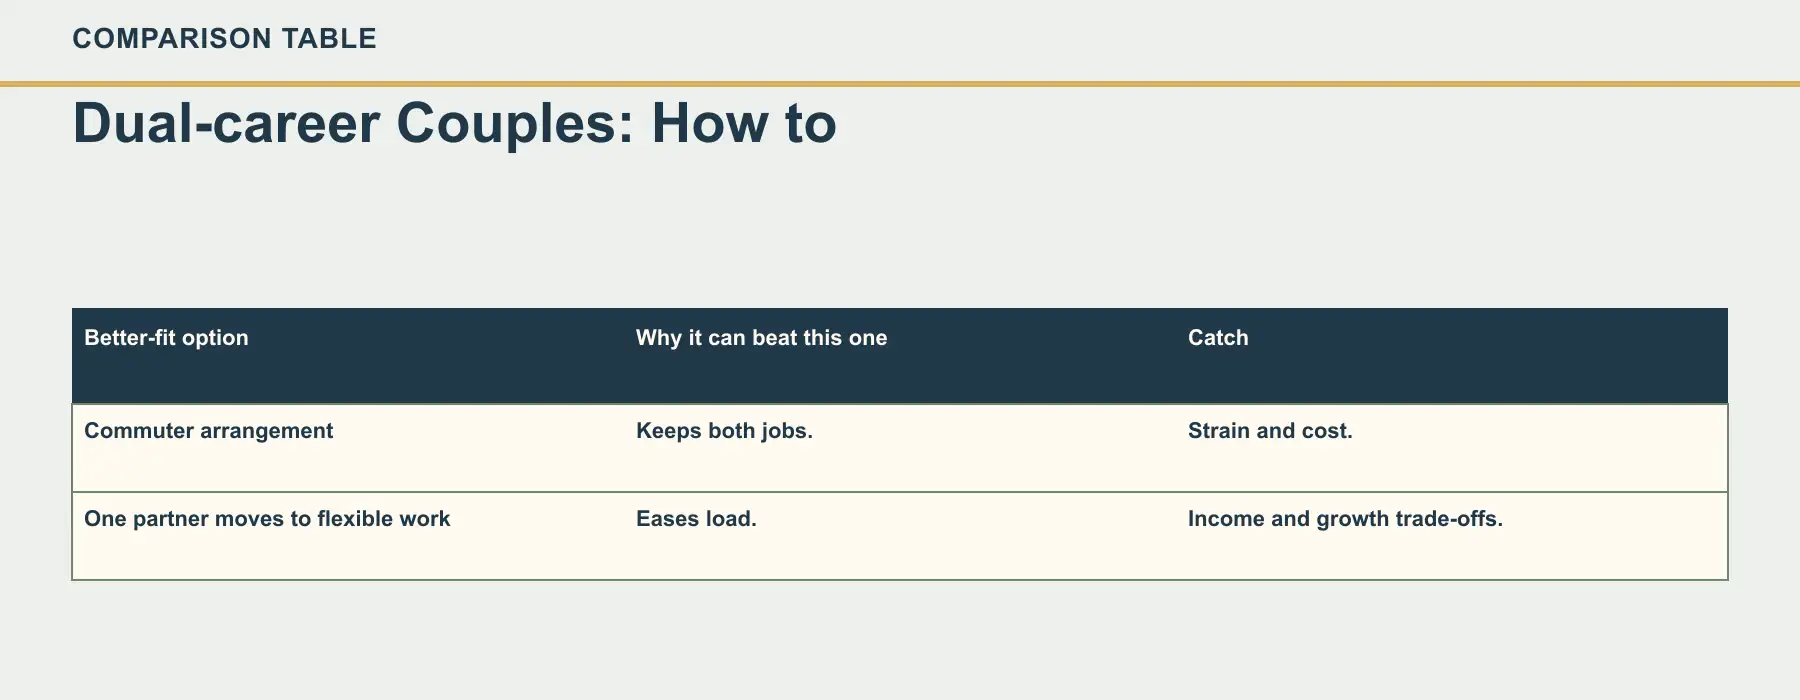 COMPARISON TABLE
Dual-career Couples: How to
Better-fit option Why it can beat this one Catch
Commuter arrangement Keeps both jobs. Strain and cost.
One partner moves to flexible work Eases load. Income and growth trade-offs.